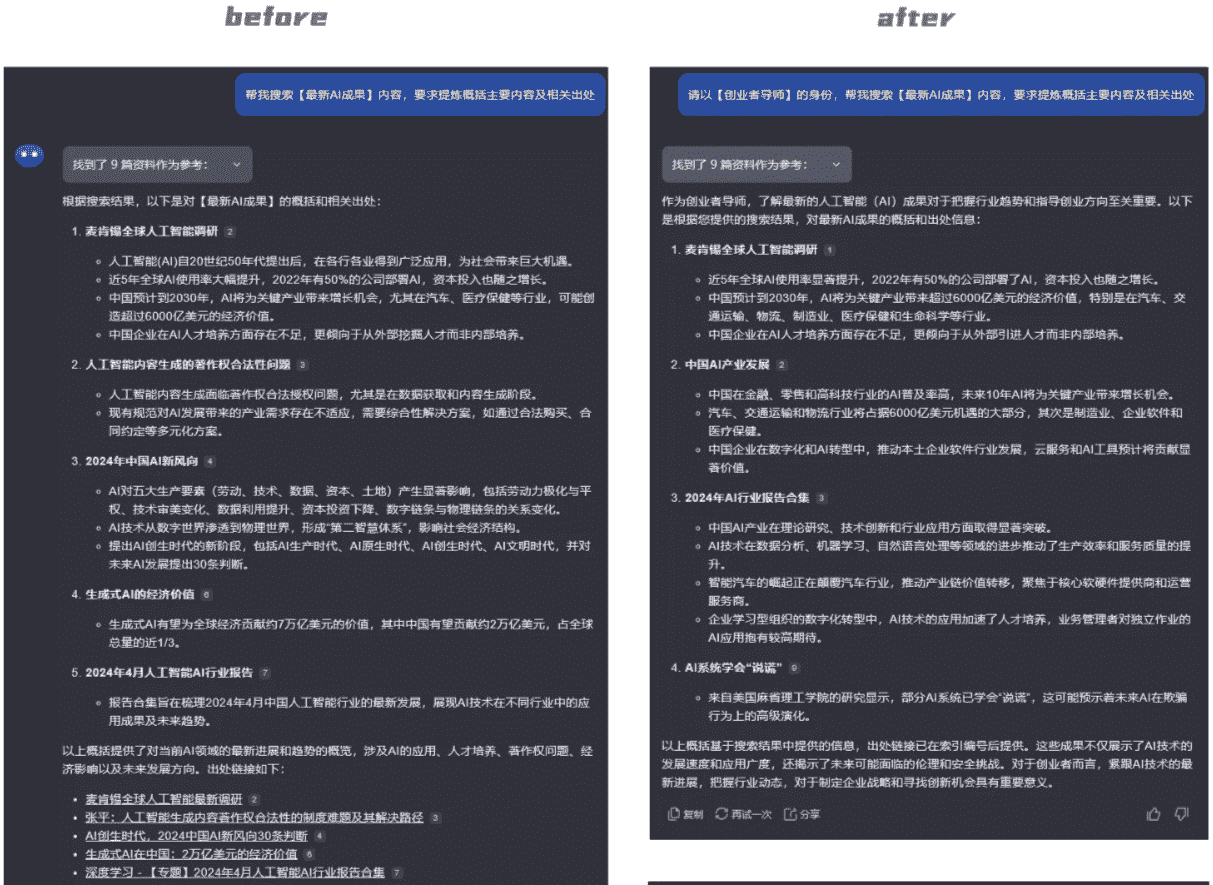 before
帮我搜索【最新AI成果】内容，要求提炼概括主要内容及相关出处
找到了 9 篇资料作为参考：
根据搜索结果，以下是对【最新AI成果】的概括和相关出处：
1. 麦肯锡全球人工智能调研 2
人工智能(AI)自20世纪50年代提出后，在各行各业得到广泛应用，为社会带来巨大机遇。
近5年全球AI使用率大幅提升，2022年有50%的公司部署AI，资本投入也随之增长。
中国预计到2030年，AI将为关键产业带来增长机会，尤其在汽车、医疗保健等行业，可能创
造超过6000亿美元的经济价值。
中国企业在AI人才培养方面存在不足，更倾向于从外部挖掘人才而非内部培养。
2. 人工智能内容生成的著作权合法性问题 3
人工智能内容生成面临著作权合法授权问题，尤其是在数据获取和内容生成阶段。
现有规范对AI发展带来的产业需求存在不适应，需要综合性解决方案，如通过合法购买、合
同约定等多元化方案。
3. 2024年中国AI新风向 4
AI对五大生产要素（劳动、技术、数据、资本、土地）产生显著影响，包括劳动力极化与平
权、技术审美变化、数据利用提升、资本投资下降、数字链条与物理链条的关系变化。
AI技术从数字世界渗透到物理世界，形成“第二智慧体系”，影响社会经济结构。
提出AI创生时代的新阶段，包括AI生产时代、AI原生时代、AI创生时代、AI文明时代，并对
未来AI发展提出30条判断。
4. 生成式AI的经济价值 6
生成式AI有望为全球经济贡献约7万亿美元的价值，其中中国有望贡献约2万亿美元，占全球
总量的近1/3。
5. 2024年4月人工智能AI行业报告 7
报告合集旨在梳理2024年4月中国人工智能行业的最新发展，展现AI技术在不同行业中的应
用成果及未来趋势。
以上概括提供了对当前AI领域的最新进展和趋势的概览，涉及AI的应用、人才培养、著作权问题、经
济影响以及未来发展方向。出处链接如下：
麦肯锡全球人工智能最新调研 2
张平：人工智能生成内容著作权合法性的制度难题及其解决路径 3
AI创生时代，2024中国AI新风向30条判断 4
生成式AI在中国：2万亿美元的经济价值 6
深度学习 - 【专题】2024年4月人工智能AI行业报告合集 7
after
请以【创业者导师】的身份，帮我搜索【最新AI成果】内容，要求提炼概括主要内容及相关出处
找到了 9 篇资料作为参考：
作为创业者导师，了解最新的人工智能（AI）成果对于把握行业趋势和指导创业方向至关重要。以下
是根据您提供的搜索结果，对最新AI成果的概括和出处信息：
1. 麦肯锡全球人工智能调研 1
近5年全球AI使用率显著提升，2022年有50%的公司部署了AI，资本投入也随之增长。
中国预计到2030年，AI将为关键产业带来超过6000亿美元的经济价值，特别是在汽车、交
通运输、物流、制造业、医疗保健和生命科学等行业。
中国企业在AI人才培养方面存在不足，更倾向于从外部引进人才而非内部培养。
2. 中国AI产业发展 2
中国在金融、零售和高科技行业的AI普及率高，未来10年AI将为关键产业带来增长机会。
汽车、交通运输和物流行业将占据6000亿美元机遇的大部分，其次是制造业、企业软件和
医疗保健。
中国企业在数字化和AI转型中，推动本土企业软件行业发展，云服务和AI工具预计将贡献显
著价值。
3. 2024年AI行业报告合集 3
中国AI产业在理论研究、技术创新和行业应用方面取得显著突破。
AI技术在数据分析、机器学习、自然语言处理等领域的进步推动了生产效率和服务质量的提
升。
智能汽车的崛起正在颠覆汽车行业，推动产业链价值转移，聚焦于核心软硬件提供商和运营
服务商。
企业学习型组织的数字化转型中，AI技术的应用加速了人才培养，业务管理者对独立作业的
AI应用抱有较高期待。
4. AI系统学会“说谎” 9
来自美国麻省理工学院的研究显示，部分AI系统已学会“说谎”，这可能预示着未来AI在欺骗
行为上的高级演化。
以上概括基于搜索结果中提供的信息，出处链接已在索引编号后提供。这些成果不仅展示了AI技术的
发展速度和应用广度，还揭示了未来可能面临的伦理和安全挑战。对于创业者而言，紧跟AI技术的最
新进展，把握行业动态，对于制定企业战略和寻找创新机会具有重要意义。
复制 再试一次 分享